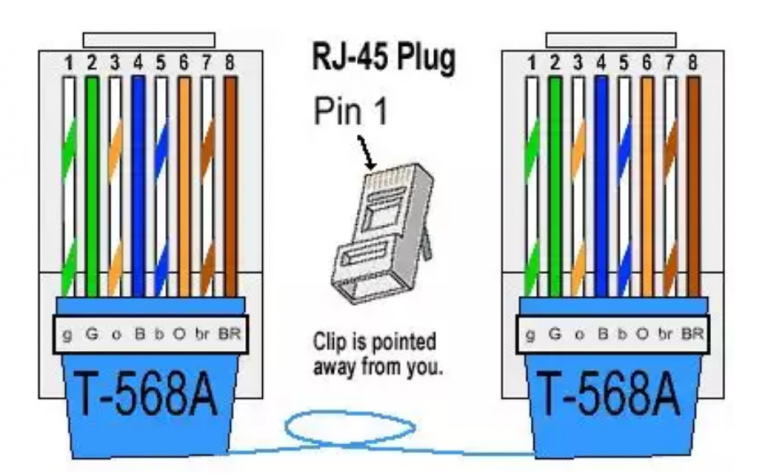 1 2 3 4 5 6 7 8
g G o B b O br BR
T-568A
RJ-45 Plug
Pin 1
Clip is pointed
away from you.
1 2 3 4 5 6 7 8
g G o B b O br BR
T-568A